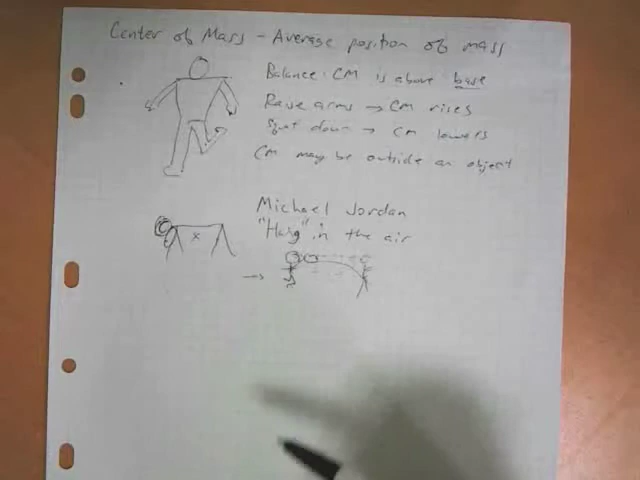 Center of Mass - Average position of mass
Balance: CM is above base
Raise arms → CM rises
Squat down → CM lowers
CM may be outside an object
Michael Jordan
"Hang" in the air